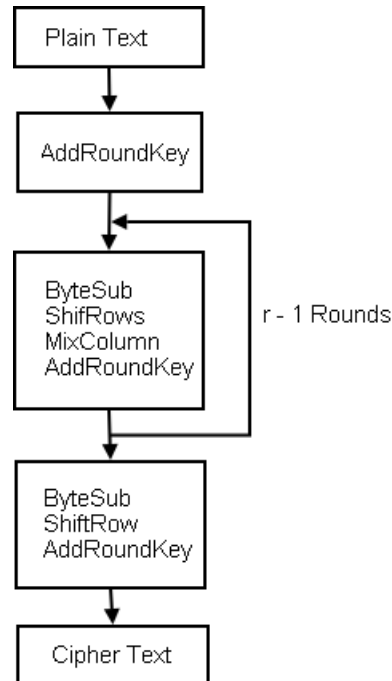 Plain Text
AddRoundKey
ByteSub
ShifRows
MixColumn
AddRoundKey
r - 1 Rounds
ByteSub
ShiftRow
AddRoundKey
Cipher Text